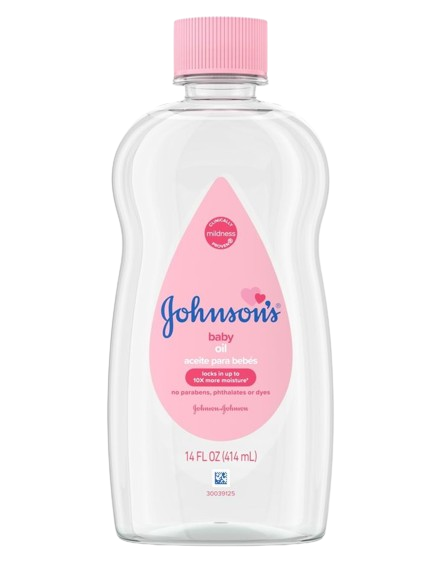 CLINICALLY
mildness
PROVEN
Johnson's®
baby
oil
aceite para bebés
locks in up to
10X more moisture*
no parabens, phthalates or dyes
Johnson & Johnson
14 FL OZ (414 mL)
30039125